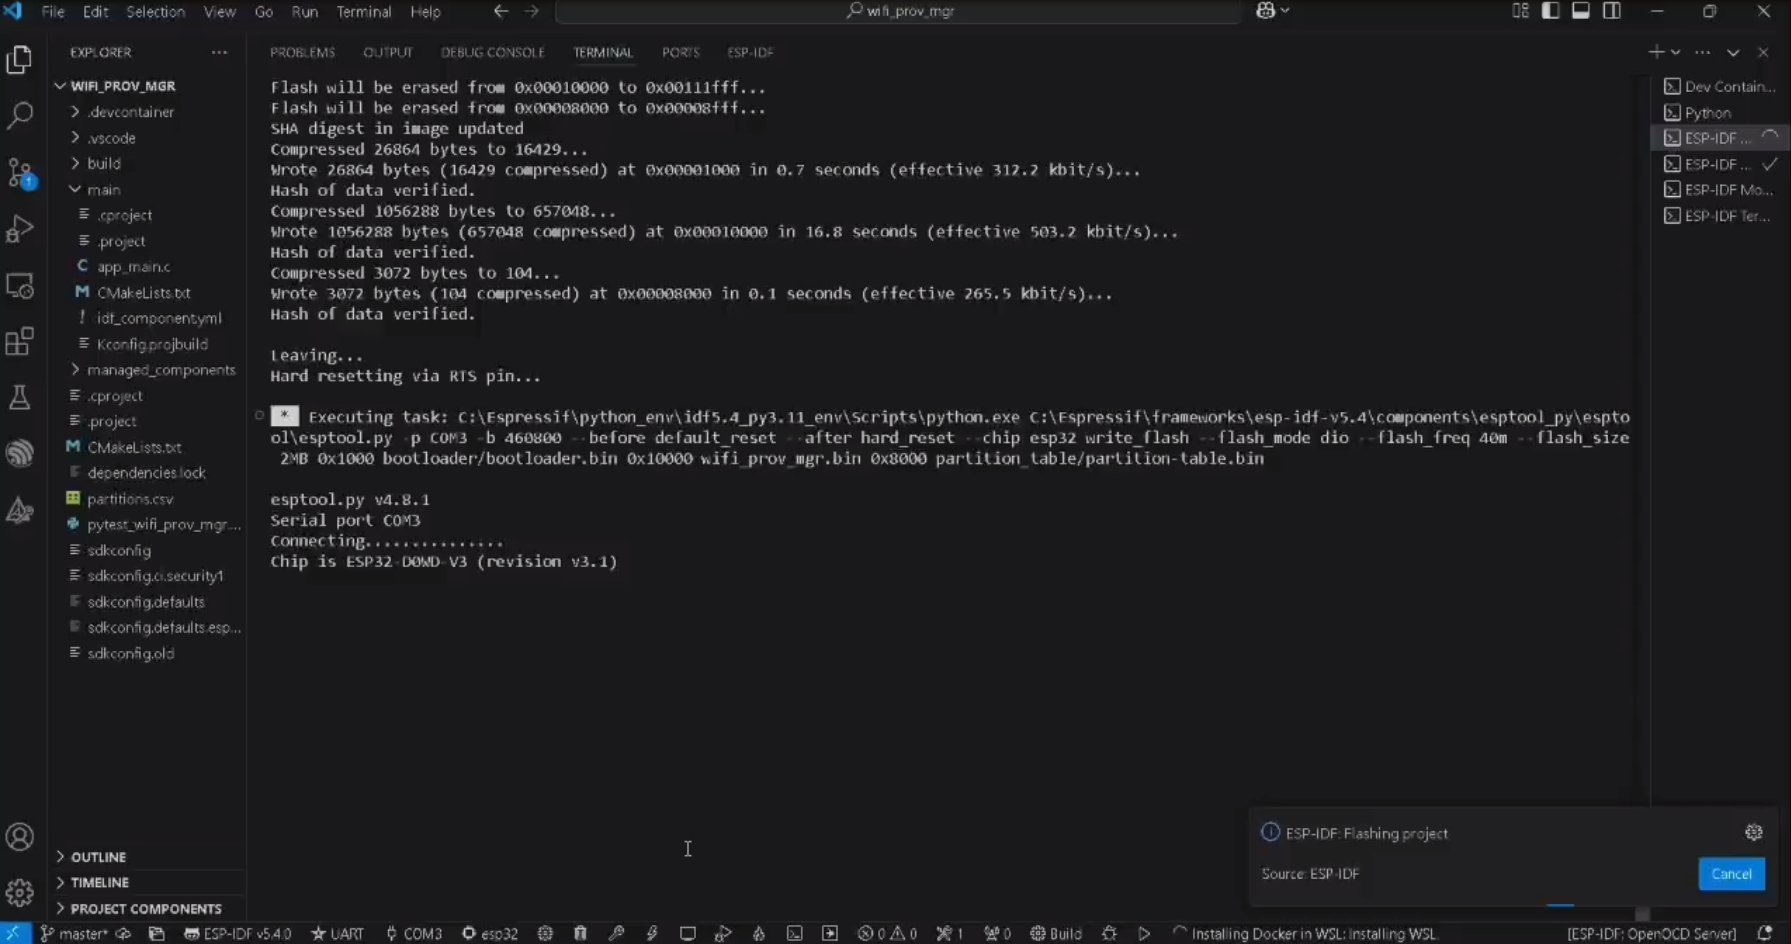 File Edit Selection View Go Run Terminal Help
wifi_prov_mgr
EXPLORER
WIFI_PROV_MGR
.devcontainer
.vscode
build
main
.cproject
.project
app_main.c
CMakeLists.txt
idf_component.yml
Kconfig.projbuild
managed_components
.cproject
.project
CMakeLists.txt
dependencies.lock
partitions.csv
pytest_wifi_prov_mgr....
sdkconfig
sdkconfig.ci.security1
sdkconfig.defaults
sdkconfig.defaults.esp...
sdkconfig.old
OUTLINE
TIMELINE
PROJECT COMPONENTS
PROBLEMS OUTPUT DEBUG CONSOLE TERMINAL PORTS ESP-IDF
Flash will be erased from 0x00010000 to 0x00111fff...
Flash will be erased from 0x00008000 to 0x00008fff...
SHA digest in image updated
Compressed 26864 bytes to 16429...
Wrote 26864 bytes (16429 compressed) at 0x00001000 in 0.7 seconds (effective 312.2 kbit/s)...
Hash of data verified.
Compressed 1056288 bytes to 657048...
Wrote 1056288 bytes (657048 compressed) at 0x00010000 in 16.8 seconds (effective 503.2 kbit/s)...
Hash of data verified.
Compressed 3072 bytes to 104...
Wrote 3072 bytes (104 compressed) at 0x00008000 in 0.1 seconds (effective 265.5 kbit/s)...
Hash of data verified.
Leaving...
Hard resetting via RTS pin...
* Executing task: C:\Espressif\python_env\idf5.4_py3.11_env\Scripts\python.exe C:\Espressif\frameworks\esp-idf-v5.4\components\esptool_py\espto
ol\esptool.py -p COM3 -b 460800 --before default_reset --after hard_reset --chip esp32 write_flash --flash_mode dio --flash_freq 40m --flash_size
2MB 0x1000 bootloader/bootloader.bin 0x10000 wifi_prov_mgr.bin 0x8000 partition_table/partition-table.bin
esptool.py v4.8.1
Serial port COM3
Connecting...............
Chip is ESP32-D0WD-V3 (revision v3.1)
Dev Contain...
Python
ESP-IDF ...
ESP-IDF ...
ESP-IDF Mo...
ESP-IDF Ter...
ESP-IDF: Flashing project
Source: ESP-IDF
Cancel
1
master* ESP-IDF v5.4.0 UART COM3 esp32 0 0 1 0 Build Installing Docker in WSL: Installing WSL. [ESP-IDF: OpenOCD Server]